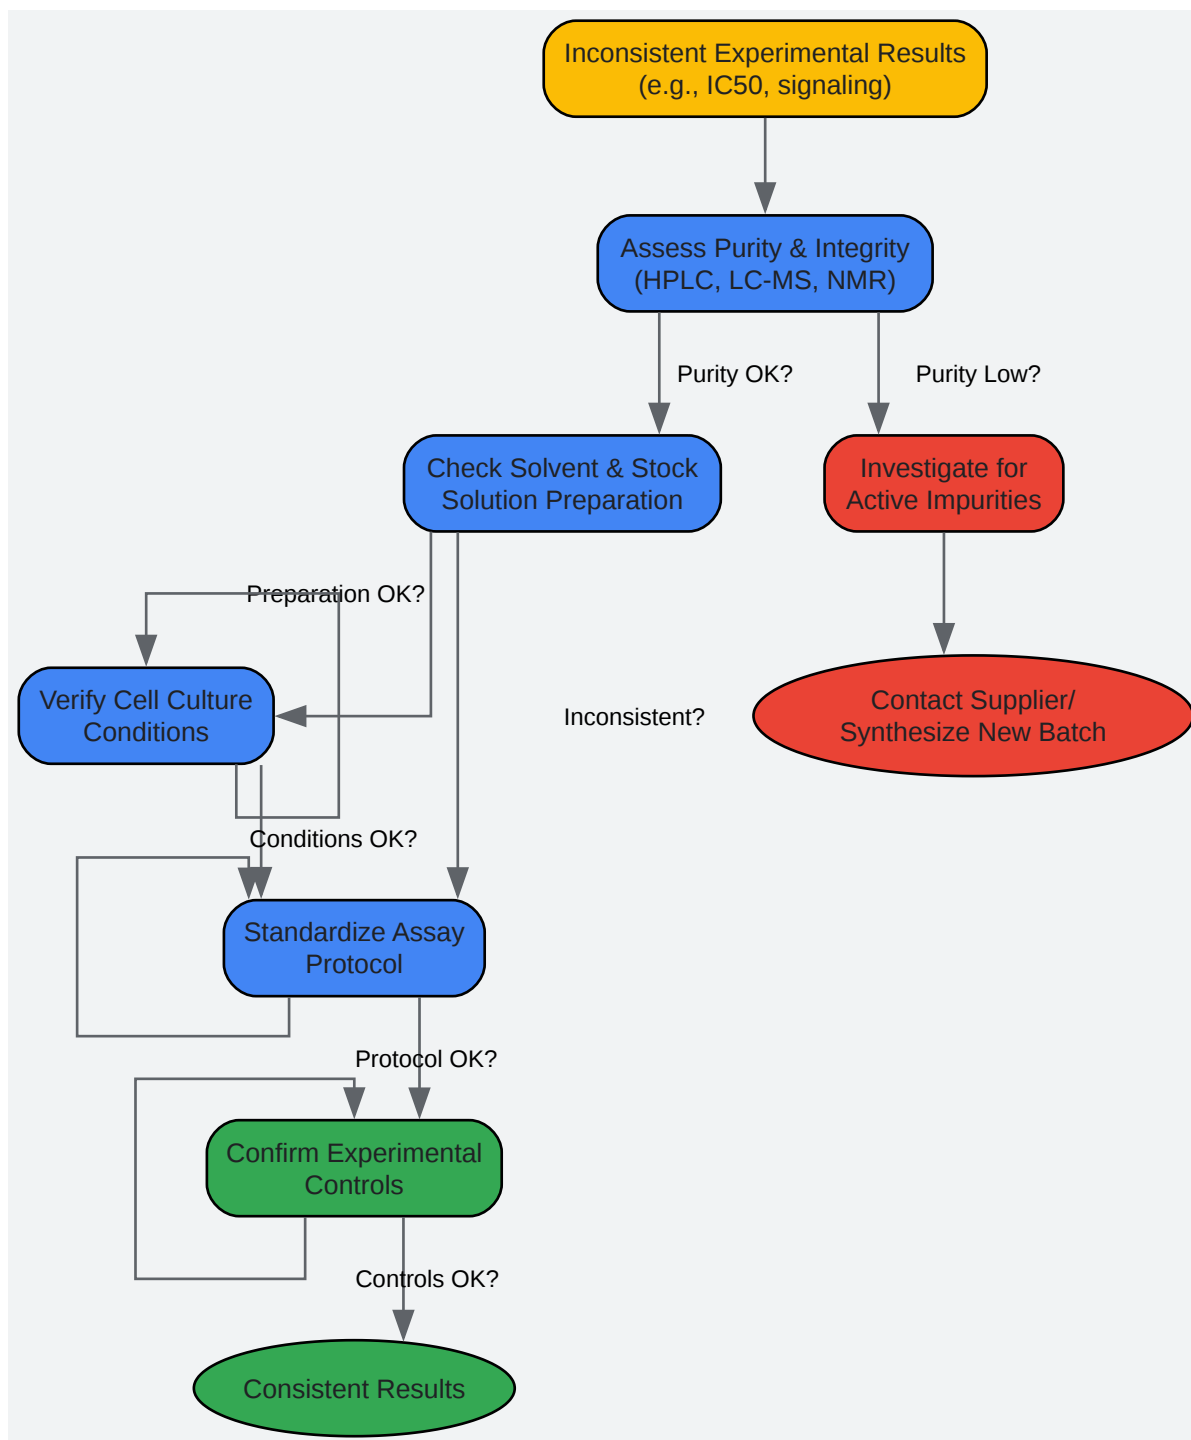 Inconsistent Experimental Results
(e.g., IC50, signaling)
Assess Purity & Integrity
(HPLC, LC-MS, NMR)
Purity OK?
Purity Low?
Check Solvent & Stock
Solution Preparation
Investigate for
Active Impurities
Preparation OK?
Verify Cell Culture
Conditions
Inconsistent?
Contact Supplier/
Synthesize New Batch
Conditions OK?
Standardize Assay
Protocol
Protocol OK?
Confirm Experimental
Controls
Controls OK?
Consistent Results